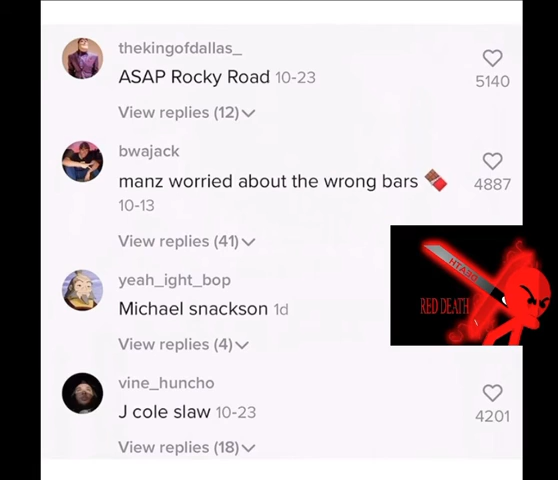 thekingofdallas_
ASAP Rocky Road 10-23
5140
View replies (12)
bwajack
manz worried about the wrong bars 🍫
4887
10-13
View replies (41)
yeah_ight_bop
Michael snackson 1d
View replies (4)
HTAED
RED DEATH
vine_huncho
J cole slaw 10-23
4201
View replies (18)